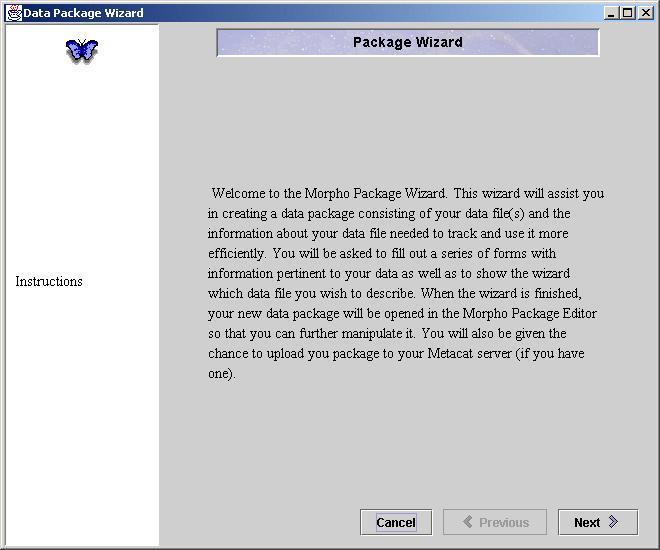 Data Package Wizard
Package Wizard
Welcome to the Morpho Package Wizard. This wizard will assist you
in creating a data package consisting of your data file(s) and the
information about your data file needed to track and use it more
efficiently. You will be asked to fill out a series of forms with
information pertinent to your data as well as to show the wizard
which data file you wish to describe. When the wizard is finished,
your new data package will be opened in the Morpho Package Editor
so that you can further manipulate it. You will also be given the
chance to upload you package to your Metacat server (if you have
one).
Instructions
Cancel
Previous
Next